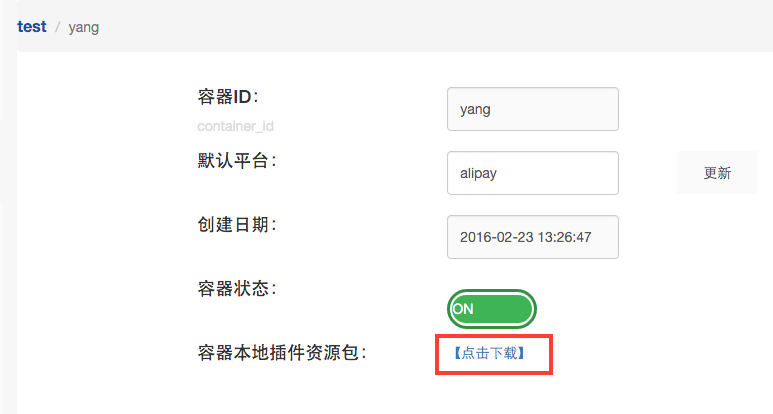 test / yang
容器ID：
yang
container_id
默认平台：
alipay
更新
创建日期：
2016-02-23 13:26:47
容器状态：
ON
容器本地插件资源包：
【点击下载】